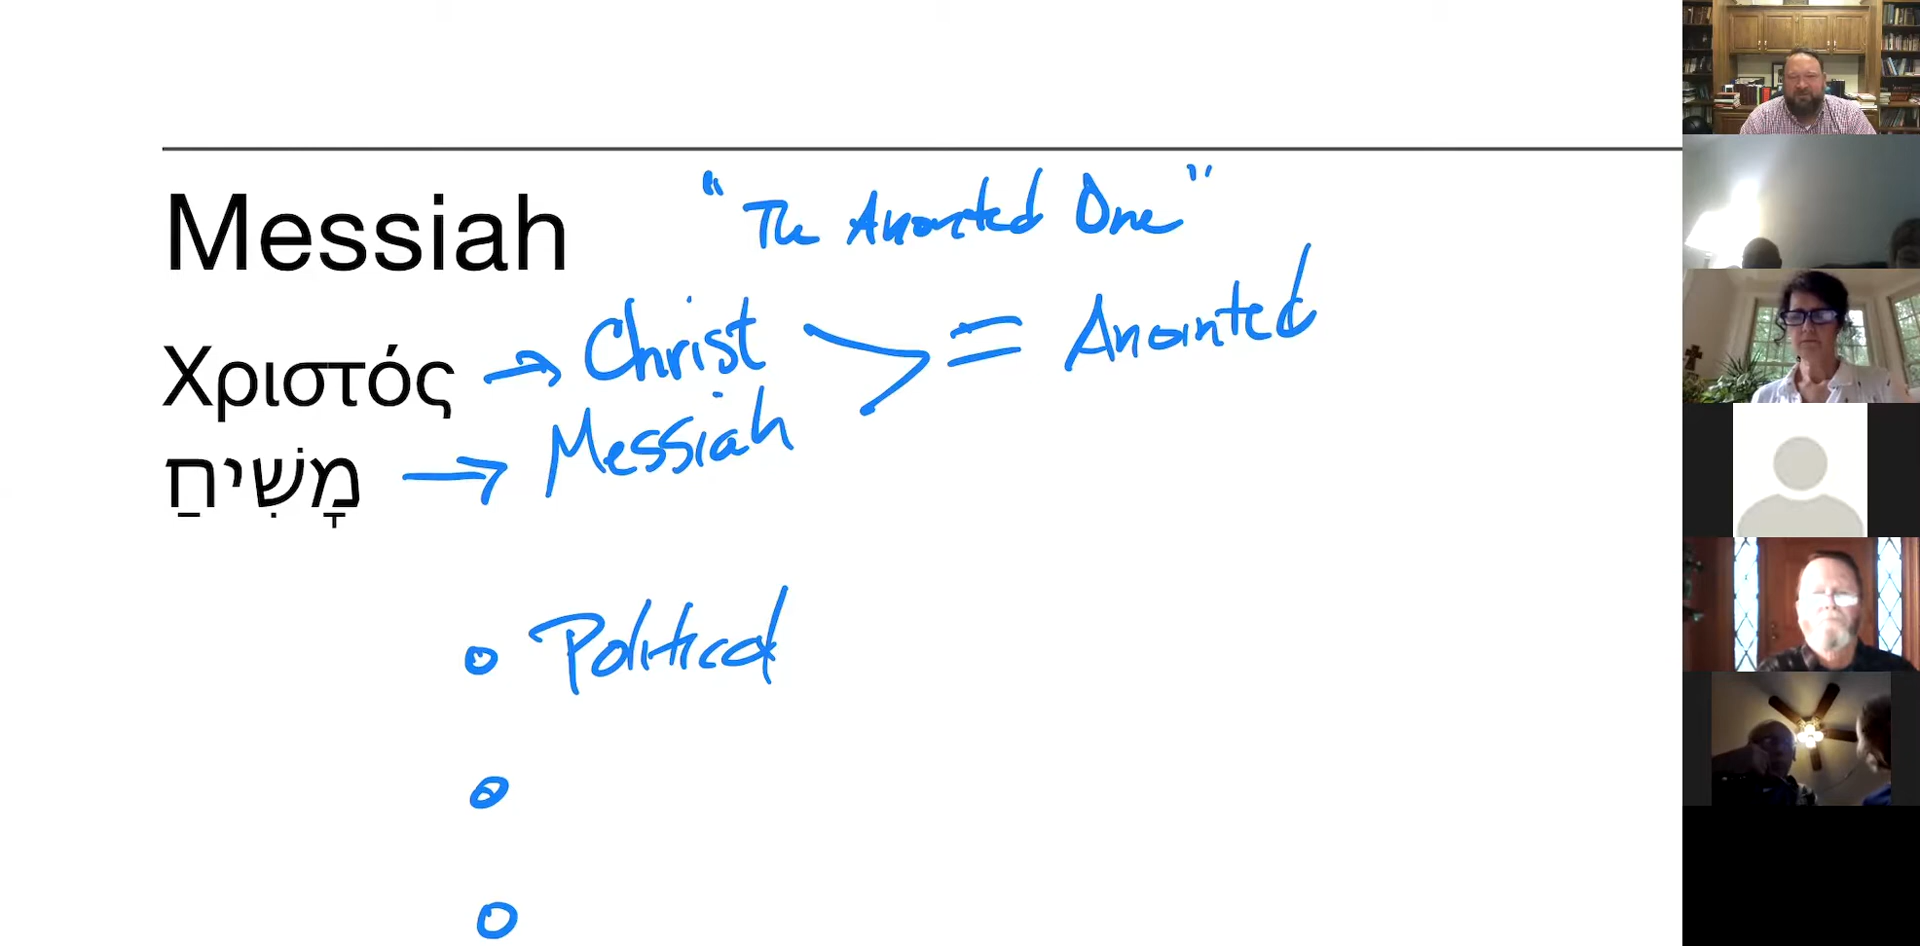 Messiah "The Anointed One"
Χριστός → Christ = Anointed
מָשִׁיחַ → Messiah
Political